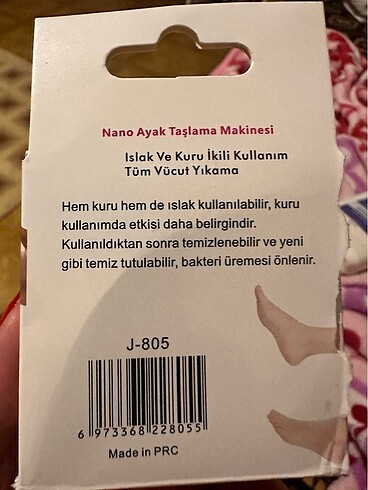 Nano Ayak Taşlama Makinesi
Islak Ve Kuru İkili Kullanım
Tüm Vücut Yıkama
Hem kuru hem de ıslak kullanılabilir, kuru
kullanımda etkisi daha belirgindir.
Kullanıldıktan sonra temizlenebilir ve yeni
gibi temiz tutulabilir, bakteri üremesi önlenir.
J-805
6 973368 228055
Made in PRC